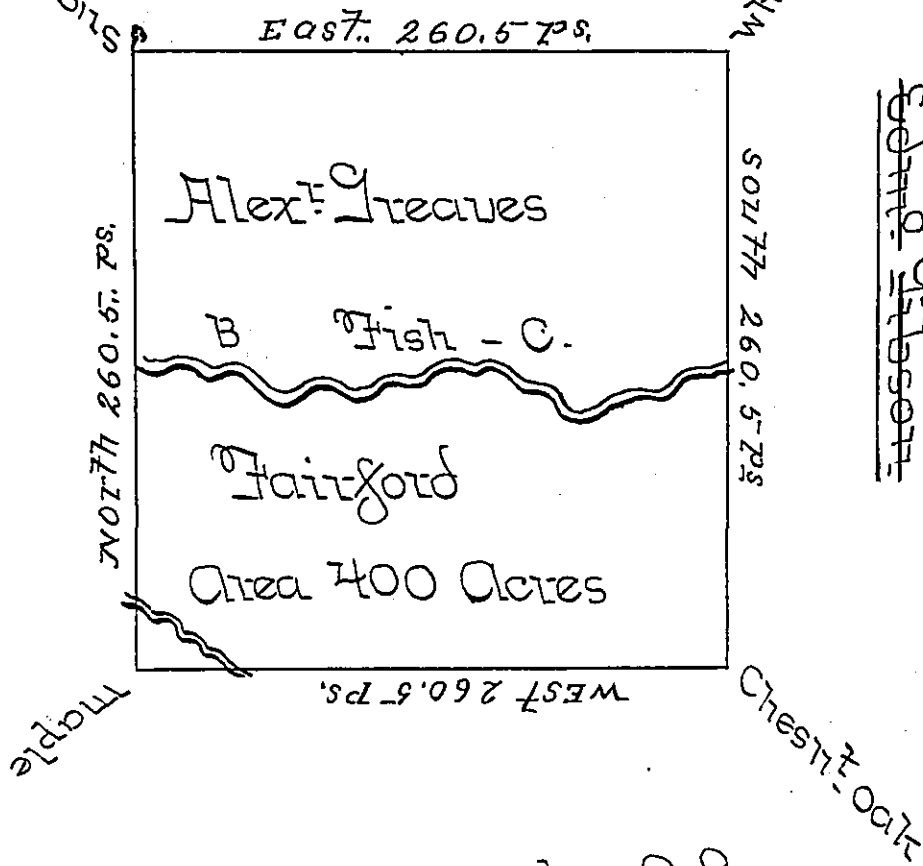 East.. 260.5 Ps.
Alexr. Greaves
South 260.5 Ps
North 260.5.. Ps.
B Fish - C.
Fairford
Area 400 Acres
West 260.5 Ps.
Maple
Chesnt. Oak